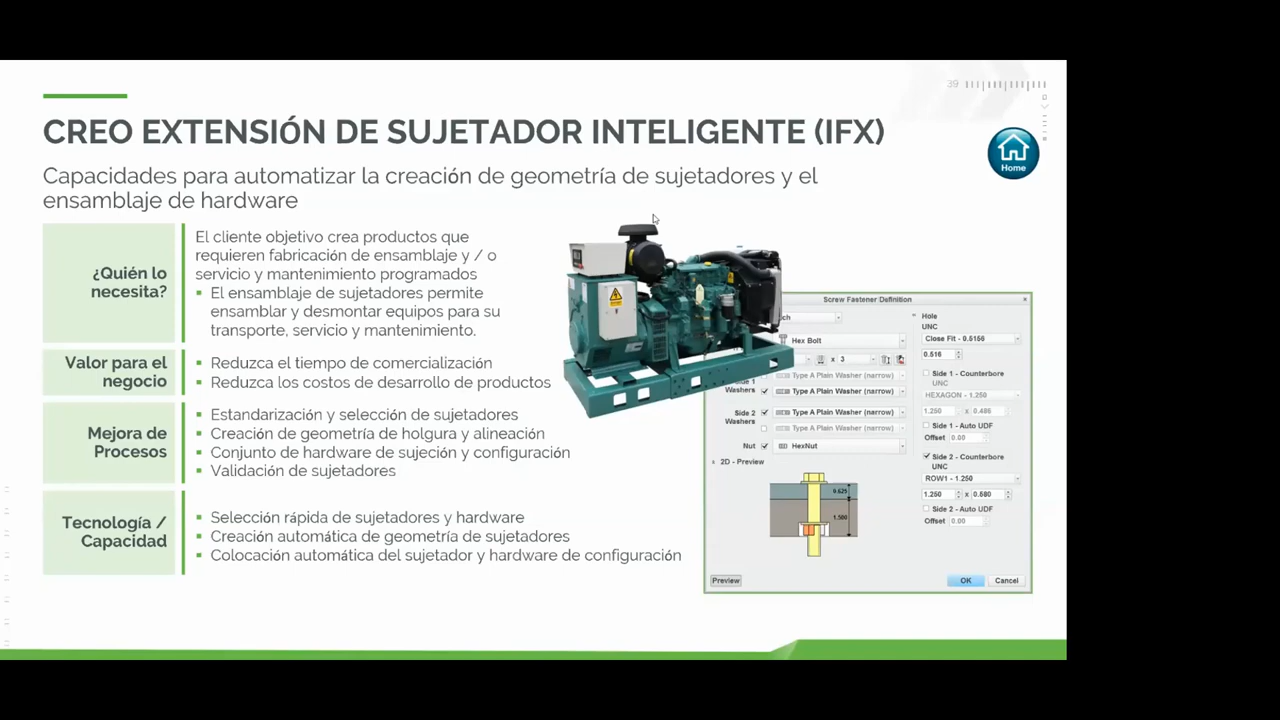 39
CREO EXTENSIÓN DE SUJETADOR INTELIGENTE (IFX)
Home
Capacidades para automatizar la creación de geometría de sujetadores y el
ensamblaje de hardware
¿Quién lo
necesita?
El cliente objetivo crea productos que
requieren fabricación de ensamblaje y / o
servicio y mantenimiento programados
▪ El ensamblaje de sujetadores permite
ensamblar y desmontar equipos para su
transporte, servicio y mantenimiento.
Valor para el
negocio
▪ Reduzca el tiempo de comercialización
▪ Reduzca los costos de desarrollo de productos
Mejora de
Procesos
▪ Estandarización y selección de sujetadores
▪ Creación de geometría de holgura y alineación
▪ Conjunto de hardware de sujeción y configuración
▪ Validación de sujetadores
Tecnología /
Capacidad
▪ Selección rápida de sujetadores y hardware
▪ Creación automática de geometría de sujetadores
▪ Colocación automática del sujetador y hardware de configuración
Screw Fastener Definition
Hex Bolt
x 3
Side 1
Washers
Type A Plain Washer (narrow)
Type A Plain Washer (narrow)
Side 2
Washers
Type A Plain Washer (narrow)
Type A Plain Washer (narrow)
Nut
HexNut
2D - Preview
0.625
1.500
Hole
UNC
Close Fit - 0.5156
0.516
Side 1 - Counterbore
UNC
HEXAGON - 1.250
1.250 x 0.486
Side 1 - Auto UDF
Offset 0.00
Side 2 - Counterbore
UNC
ROW1 - 1.250
1.250 x 0.580
Side 2 - Auto UDF
Offset 0.00
Preview
OK
Cancel